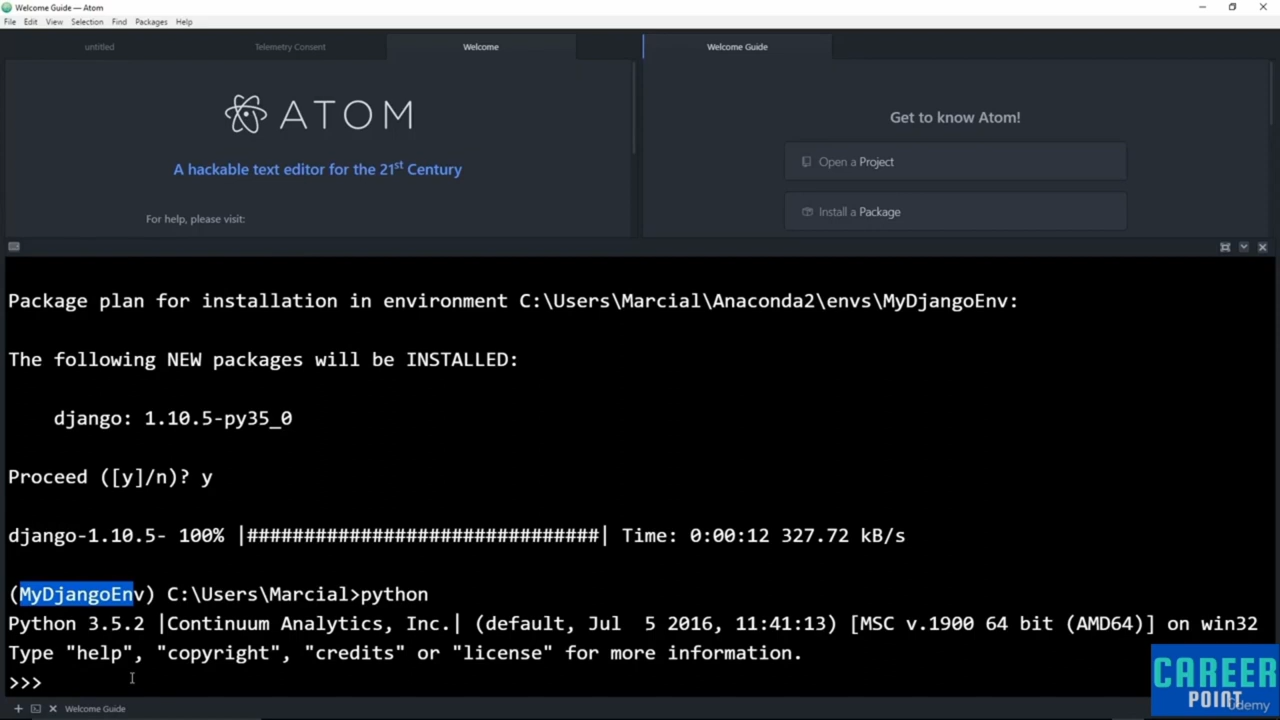 Welcome Guide — Atom
File Edit View Selection Find Packages Help
untitled Telemetry Consent Welcome Welcome Guide
ATOM
A hackable text editor for the 21st Century
For help, please visit:
Get to know Atom!
Open a Project
Install a Package
Package plan for installation in environment C:\Users\Marcial\Anaconda2\envs\MyDjangoEnv:
The following NEW packages will be INSTALLED:
django: 1.10.5-py35_0
Proceed ([y]/n)? y
django-1.10.5- 100% |###############################| Time: 0:00:12 327.72 kB/s
(MyDjangoEnv) C:\Users\Marcial>python
Python 3.5.2 |Continuum Analytics, Inc.| (default, Jul  5 2016, 11:41:13) [MSC v.1900 64 bit (AMD64)] on win32
Type "help", "copyright", "credits" or "license" for more information.
>>>
Welcome Guide
CAREER
POINT
Udemy